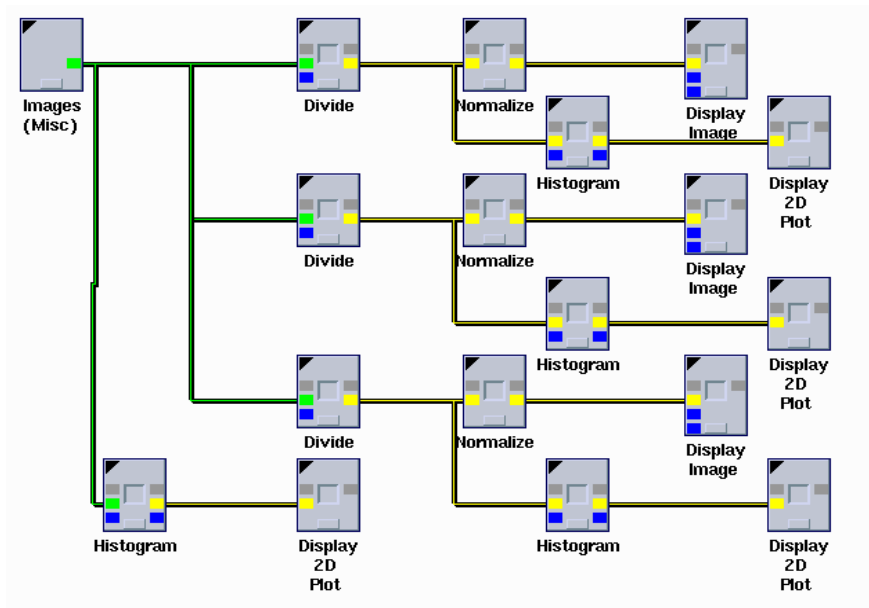 Images
(Misc)
Divide
Normalize
Display
Image
Histogram
Display
2D
Plot
Divide
Normalize
Display
Image
Histogram
Display
2D
Plot
Divide
Normalize
Display
Image
Histogram
Display
2D
Plot
Histogram
Display
2D
Plot